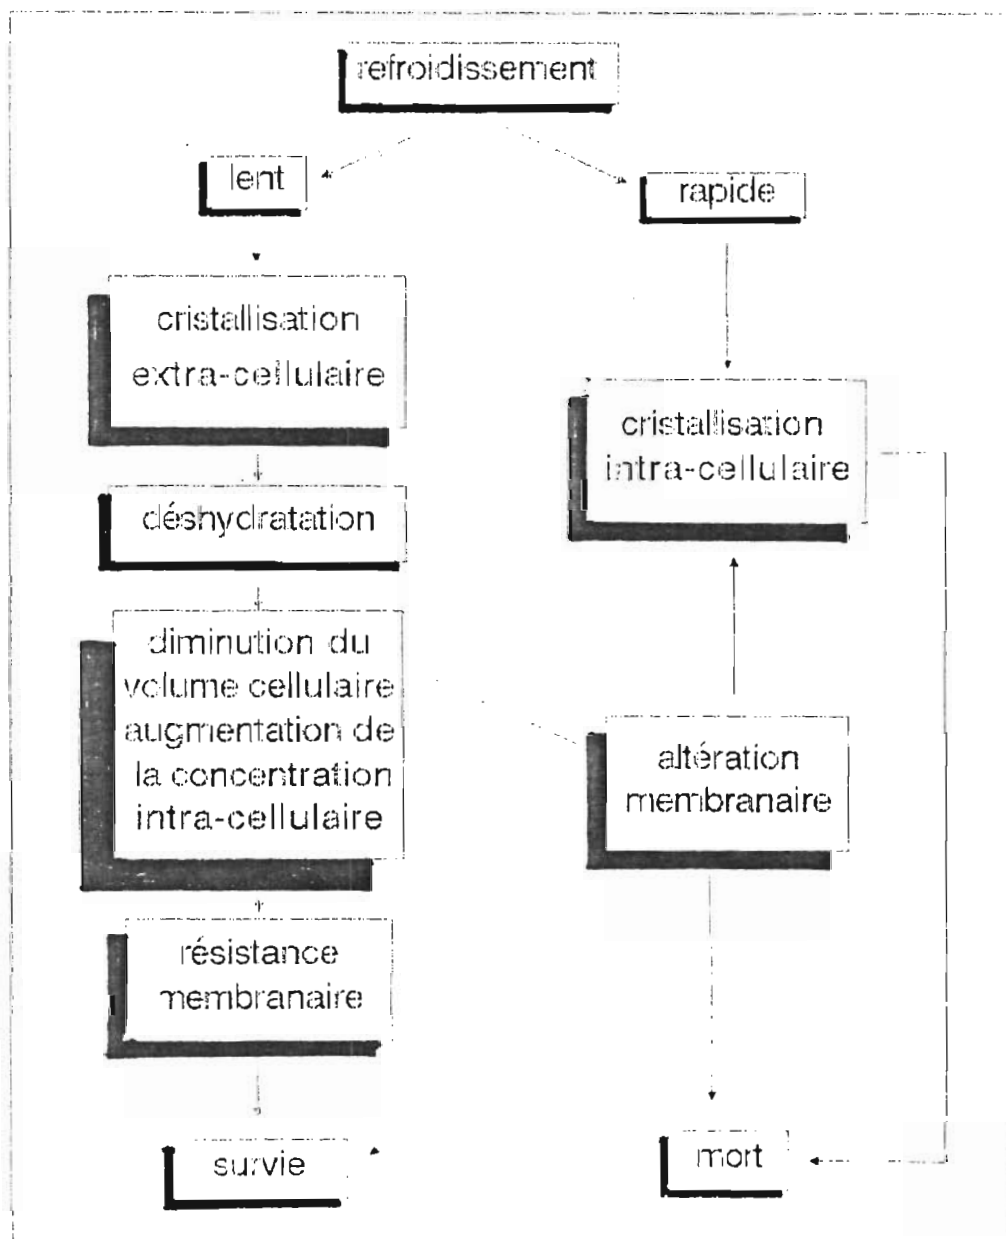 refroidissement
lent
rapide
cristallisation
extra-cellulaire
cristallisation
intra-cellulaire
déshydratation
diminution du
volume cellulaire
augmentation de
la concentration
intra-cellulaire
altération
membranaire
résistance
membranaire
survie
mort